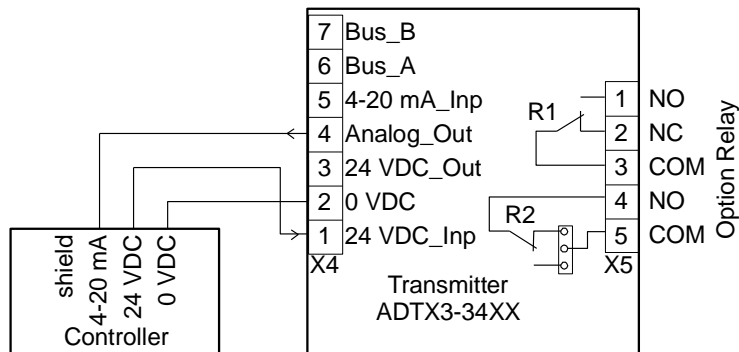 7 Bus_B
6 Bus_A
5 4-20 mA_Inp
4 Analog_Out
3 24 VDC_Out
2 0 VDC
1 24 VDC_Inp
X4
R1
R2
1 NO
2 NC
3 COM
4 NO
5 COM
X5
Option Relay
Transmitter
ADTX3-34XX
shield
4-20 mA
24 VDC
0 VDC
Controller